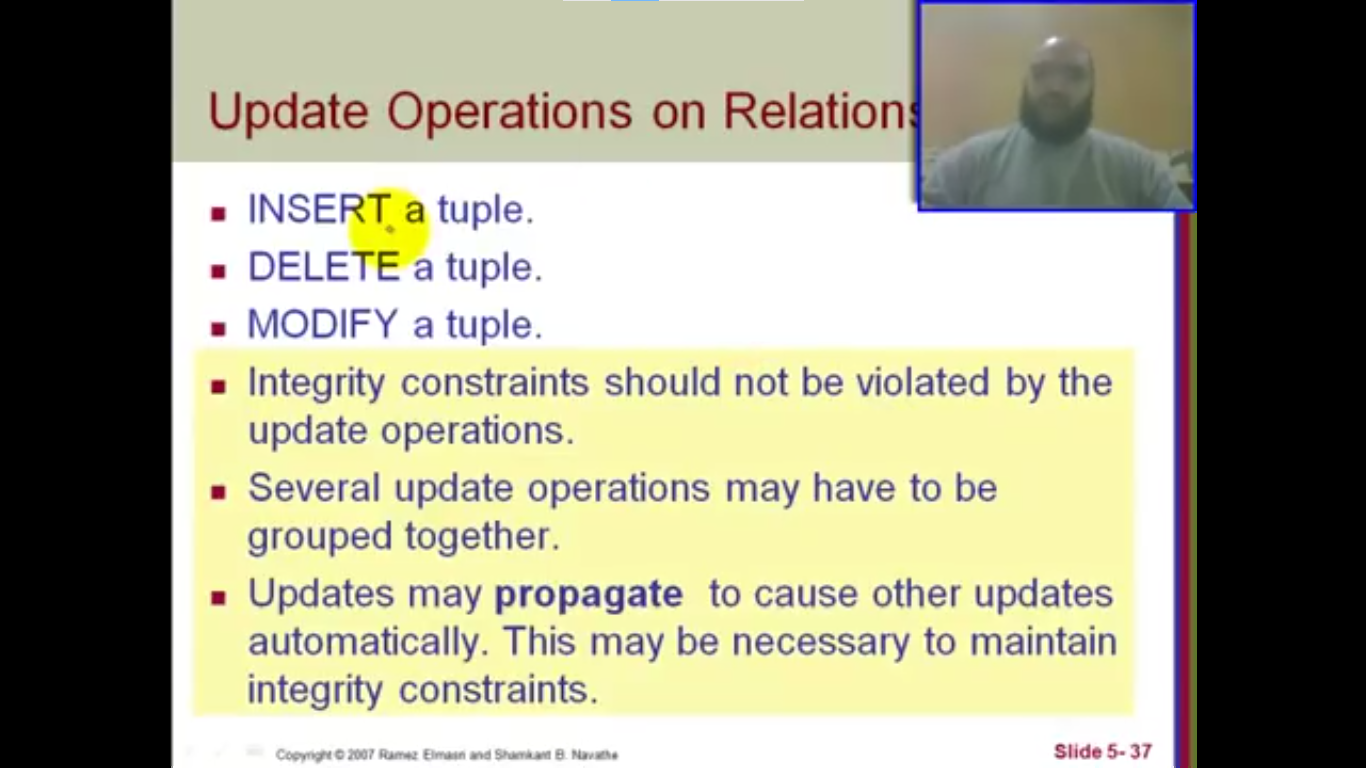 Update Operations on Relations
INSERT a tuple.
DELETE a tuple.
MODIFY a tuple.
Integrity constraints should not be violated by the
update operations.
Several update operations may have to be
grouped together.
Updates may propagate to cause other updates
automatically. This may be necessary to maintain
integrity constraints.
Copyright © 2007 Ramez Elmasri and Shamkant B. Navathe
Slide 5- 37